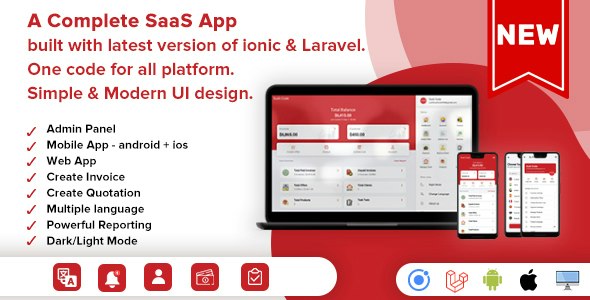 A Complete SaaS App
built with latest version of ionic & Laravel.
One code for all platform.
Simple & Modern UI design.
NEW
Admin Panel
Mobile App - android + ios
Web App
Create Invoice
Create Quotation
Multiple language
Powerful Reporting
Dark/Light Mode
Total Balance